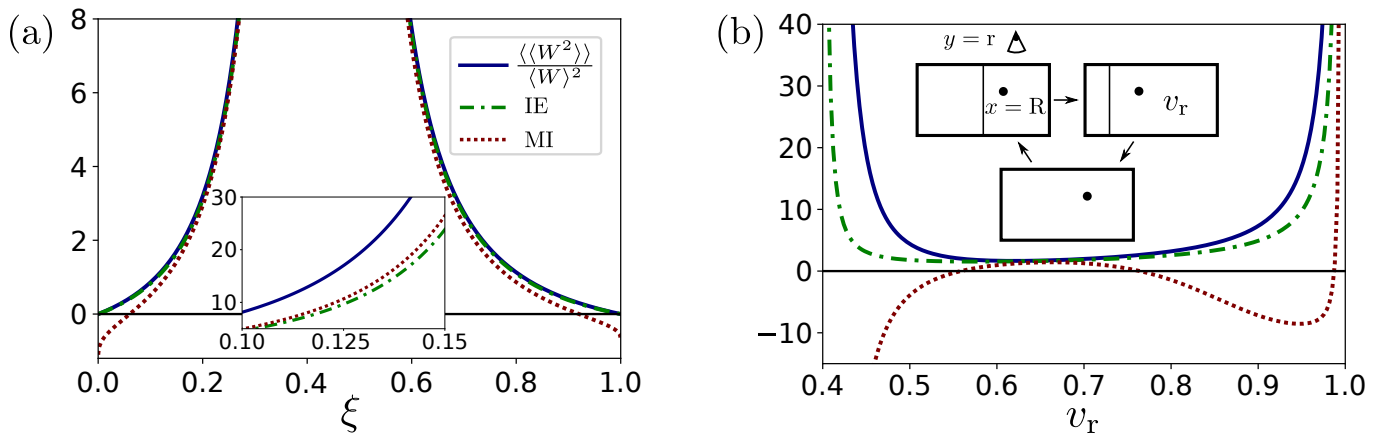 (a)
8
6
4
2
0
⟨⟨W²⟩⟩
⟨W⟩²
IE
MI
30
20
10
0.10 0.125 0.15
0.0 0.2 0.4 0.6 0.8 1.0
ξ
(b)
40
30
20
10
0
−10
y = r
x = R
v_r
0.4 0.5 0.6 0.7 0.8 0.9 1.0
v_r